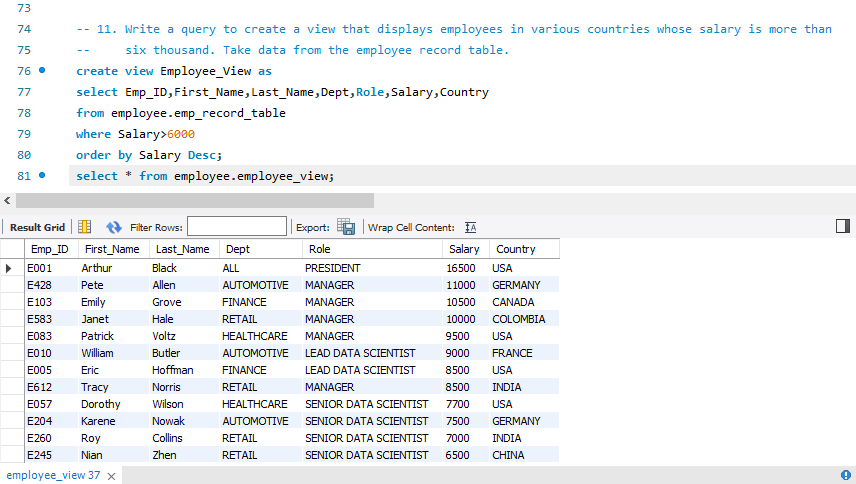 73
74 -- 11. Write a query to create a view that displays employees in various countries whose salary is more than
75 -- six thousand. Take data from the employee record table.
76 create view Employee_View as
77 select Emp_ID,First_Name,Last_Name,Dept,Role,Salary,Country
78 from employee.emp_record_table
79 where Salary>6000
80 order by Salary Desc;
81 select * from employee.employee_view;
Result Grid Filter Rows: Export: Wrap Cell Content:
Emp_ID First_Name Last_Name Dept Role Salary Country
E001 Arthur Black ALL PRESIDENT 16500 USA
E428 Pete Allen AUTOMOTIVE MANAGER 11000 GERMANY
E103 Emily Grove FINANCE MANAGER 10500 CANADA
E583 Janet Hale RETAIL MANAGER 10000 COLOMBIA
E083 Patrick Voltz HEALTHCARE MANAGER 9500 USA
E010 William Butler AUTOMOTIVE LEAD DATA SCIENTIST 9000 FRANCE
E005 Eric Hoffman FINANCE LEAD DATA SCIENTIST 8500 USA
E612 Tracy Norris RETAIL MANAGER 8500 INDIA
E057 Dorothy Wilson HEALTHCARE SENIOR DATA SCIENTIST 7700 USA
E204 Karene Nowak AUTOMOTIVE SENIOR DATA SCIENTIST 7500 GERMANY
E260 Roy Collins RETAIL SENIOR DATA SCIENTIST 7000 INDIA
E245 Nian Zhen RETAIL SENIOR DATA SCIENTIST 6500 CHINA
employee_view 37